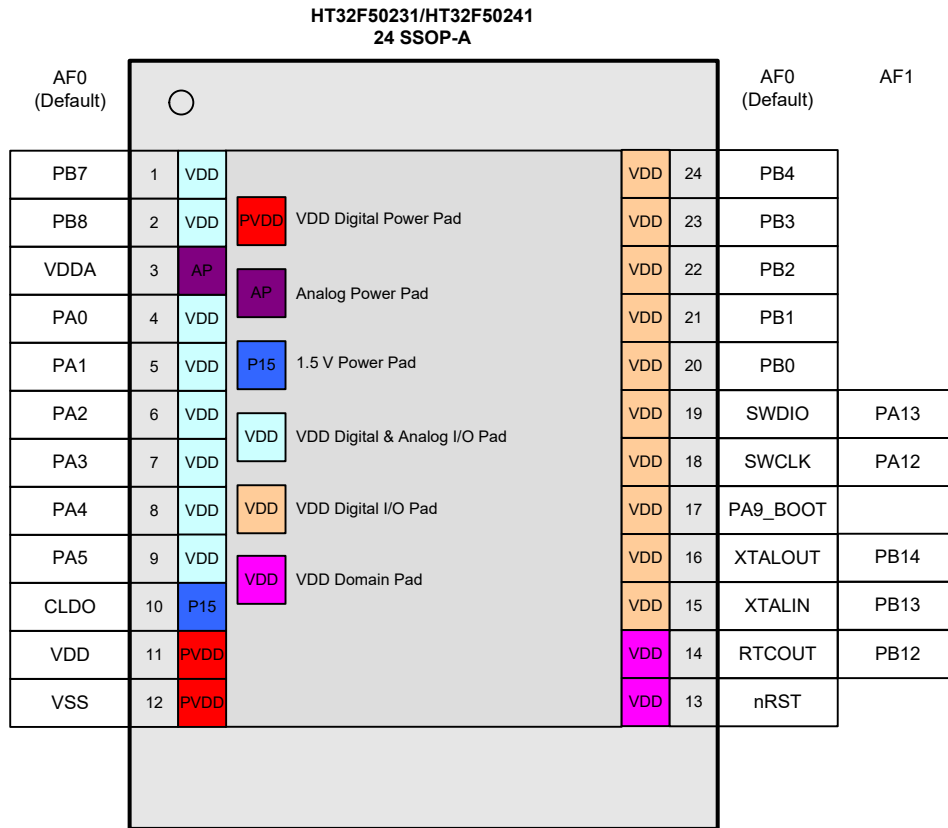 HT32F50231/HT32F50241
24 SSOP-A
AF0
(Default)
AF0
(Default)
AF1
PB7 1 VDD VDD 24 PB4
PB8 2 VDD PVDD VDD Digital Power Pad VDD 23 PB3
VDDA 3 AP AP Analog Power Pad VDD 22 PB2
PA0 4 VDD VDD 21 PB1
PA1 5 VDD P15 1.5 V Power Pad VDD 20 PB0
PA2 6 VDD VDD VDD Digital & Analog I/O Pad VDD 19 SWDIO PA13
PA3 7 VDD VDD 18 SWCLK PA12
PA4 8 VDD VDD VDD Digital I/O Pad VDD 17 PA9_BOOT
PA5 9 VDD VDD VDD Domain Pad VDD 16 XTALOUT PB14
CLDO 10 P15 VDD 15 XTALIN PB13
VDD 11 PVDD VDD 14 RTCOUT PB12
VSS 12 PVDD VDD 13 nRST